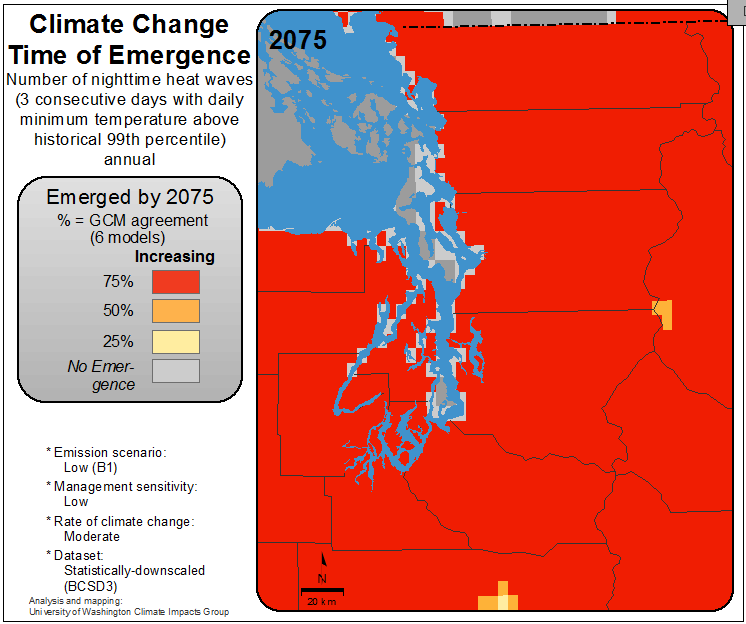 Climate Change
Time of Emergence
Number of nighttime heat waves
(3 consecutive days with daily
minimum temperature above
historical 99th percentile)
annual
Emerged by 2075
% = GCM agreement
(6 models)
Increasing
75%
50%
25%
No Emer-
gence
* Emission scenario:
Low (B1)
* Management sensitivity:
Low
* Rate of climate change:
Moderate
* Dataset:
Statistically-downscaled
(BCSD3)
Analysis and mapping:
University of Washington Climate Impacts Group
2075
N
20 km